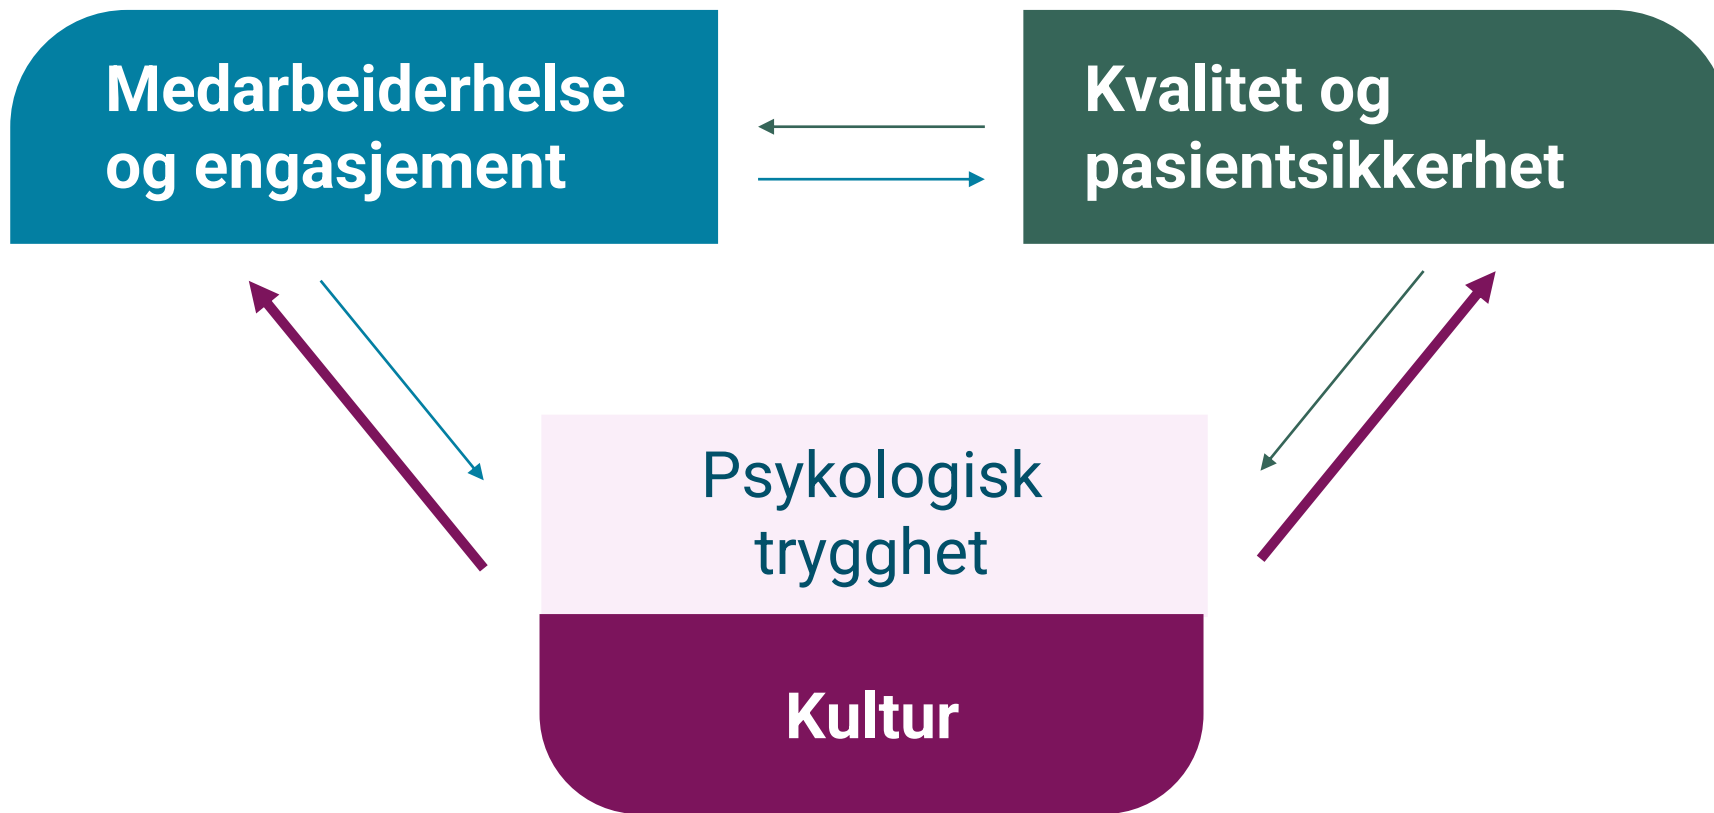 Medarbeiderhelse
og engasjement
Kvalitet og
pasientsikkerhet
Psykologisk
trygghet
Kultur